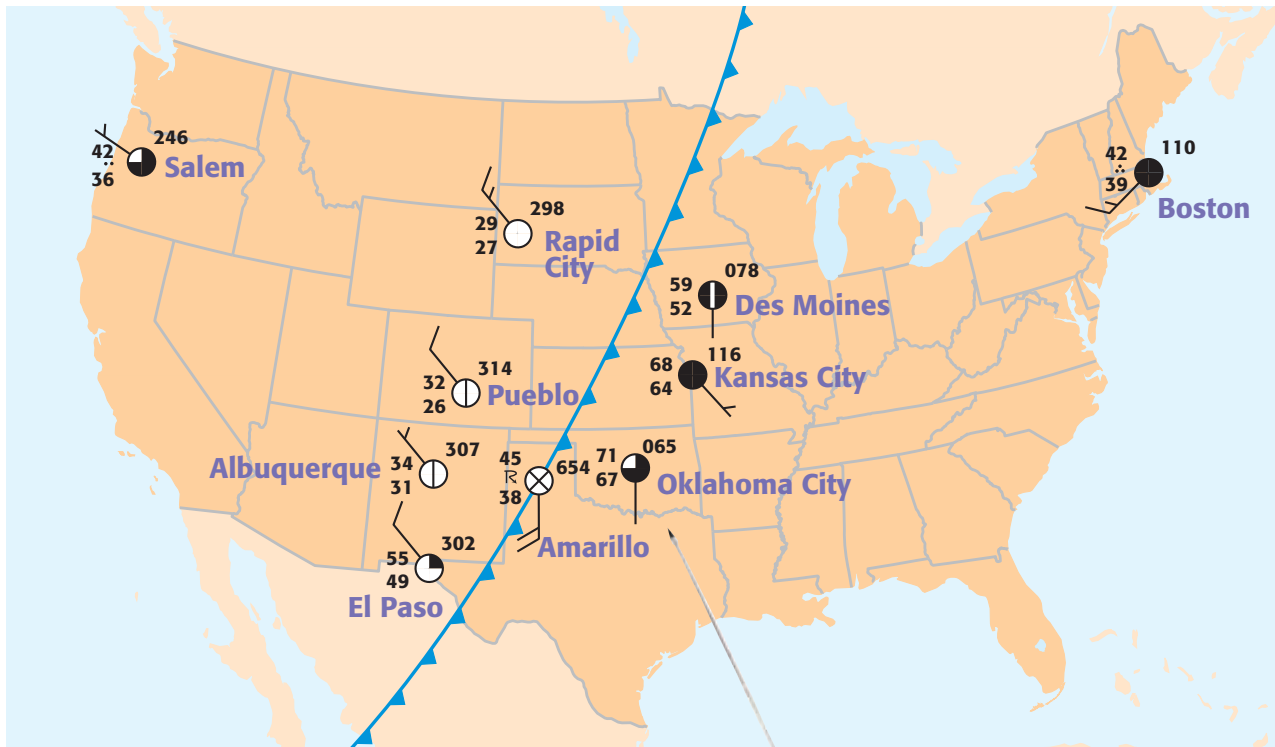 246
42
36
Salem
298
29
27
Rapid
City
42
39
110
Boston
59
52
078
Des Moines
68
64
116
Kansas City
314
32
26
Pueblo
307
34
31
Albuquerque
45
38
654
Amarillo
71
67
065
Oklahoma City
302
55
49
El Paso